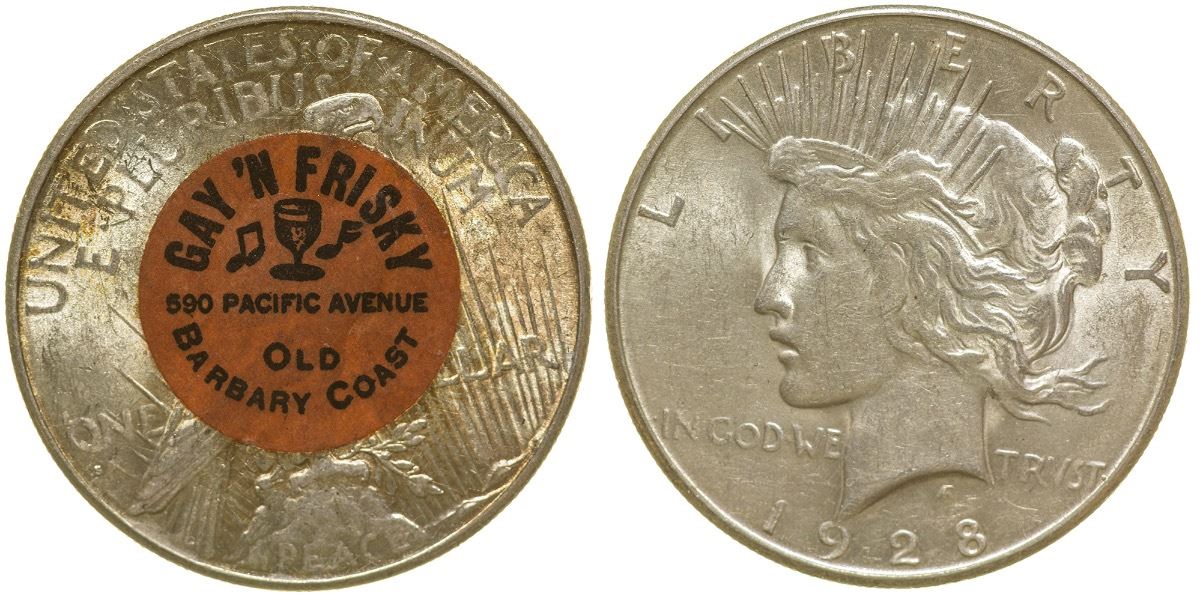 UNITED STATES OF AMERICA
E PLURIBUS UNUM
GAY 'N FRISKY
590 PACIFIC AVENUE
OLD
BARBARY COAST
ONE DOLLAR
S
PEACE
LIBERTY
IN GOD WE TRUST
1928